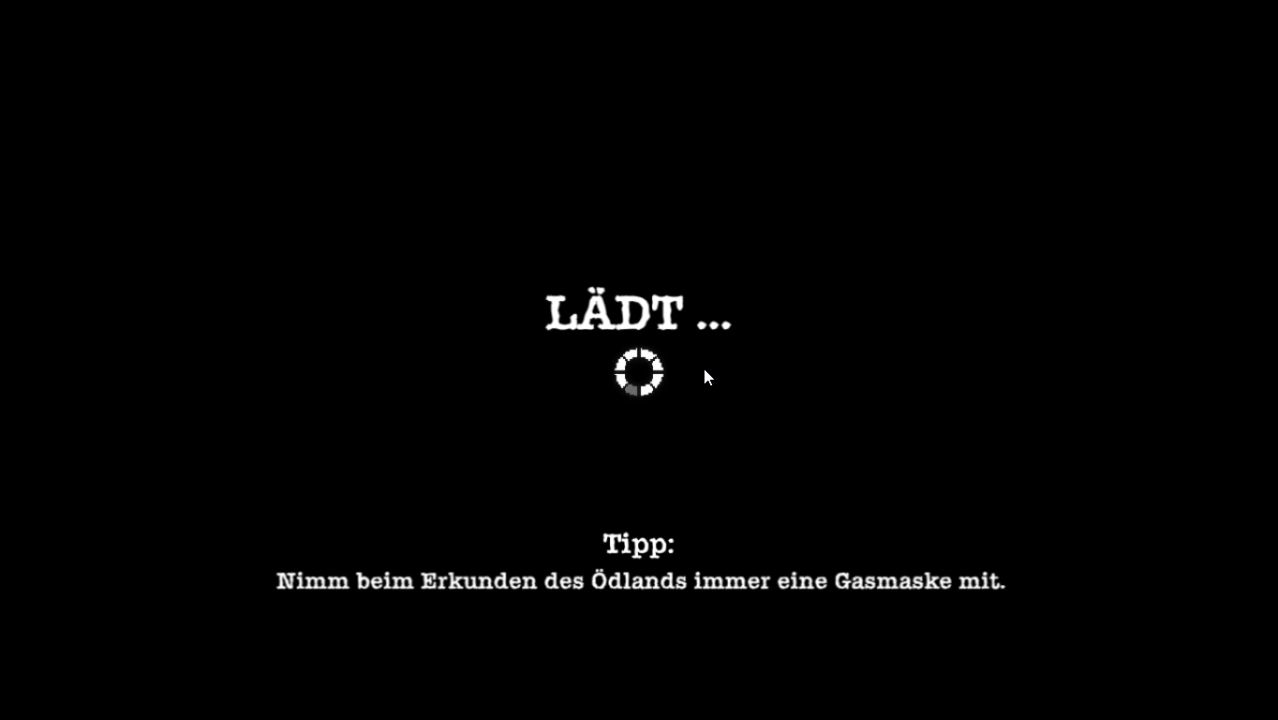 LÄDT ...
Tipp:
Nimm beim Erkunden des Ödlands immer eine Gasmaske mit.